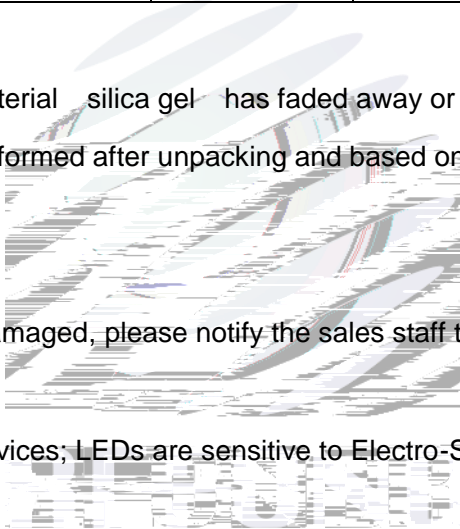 terial silica gel has faded away or
formed after unpacking and based on
maged, please notify the sales staff t
vices; LEDs are sensitive to Electro-S